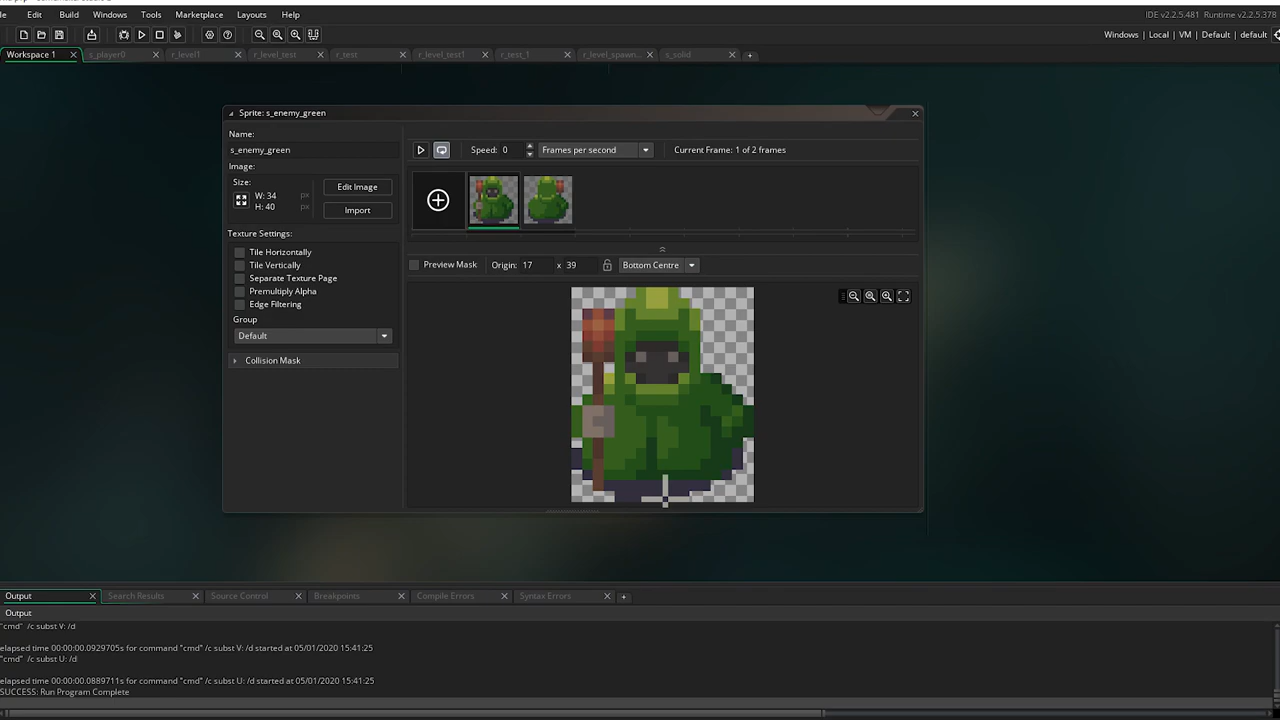 le Edit Build Windows Tools Marketplace Layouts Help
IDE v2.2.5.481 Runtime v2.2.5.378
Windows | Local | VM | Default | default
Workspace 1 s_player0 r_level1 r_level_test r_test r_level_test1 r_test_1 r_level_spawn... s_solid
Sprite: s_enemy_green
Name:
s_enemy_green
Image:
Size:
W: 34 px
H: 40 px
Edit Image
Import
Texture Settings:
Tile Horizontally
Tile Vertically
Separate Texture Page
Premultiply Alpha
Edge Filtering
Group
Default
Collision Mask
Speed: 0 Frames per second Current Frame: 1 of 2 frames
Preview Mask Origin: 17 x 39 Bottom Centre
Output Search Results Source Control Breakpoints Compile Errors Syntax Errors
Output
"cmd" /c subst V: /d
elapsed time 00:00:00.0929705s for command "cmd" /c subst V: /d started at 05/01/2020 15:41:25
"cmd" /c subst U: /d
elapsed time 00:00:00.0889711s for command "cmd" /c subst U: /d started at 05/01/2020 15:41:25
SUCCESS: Run Program Complete